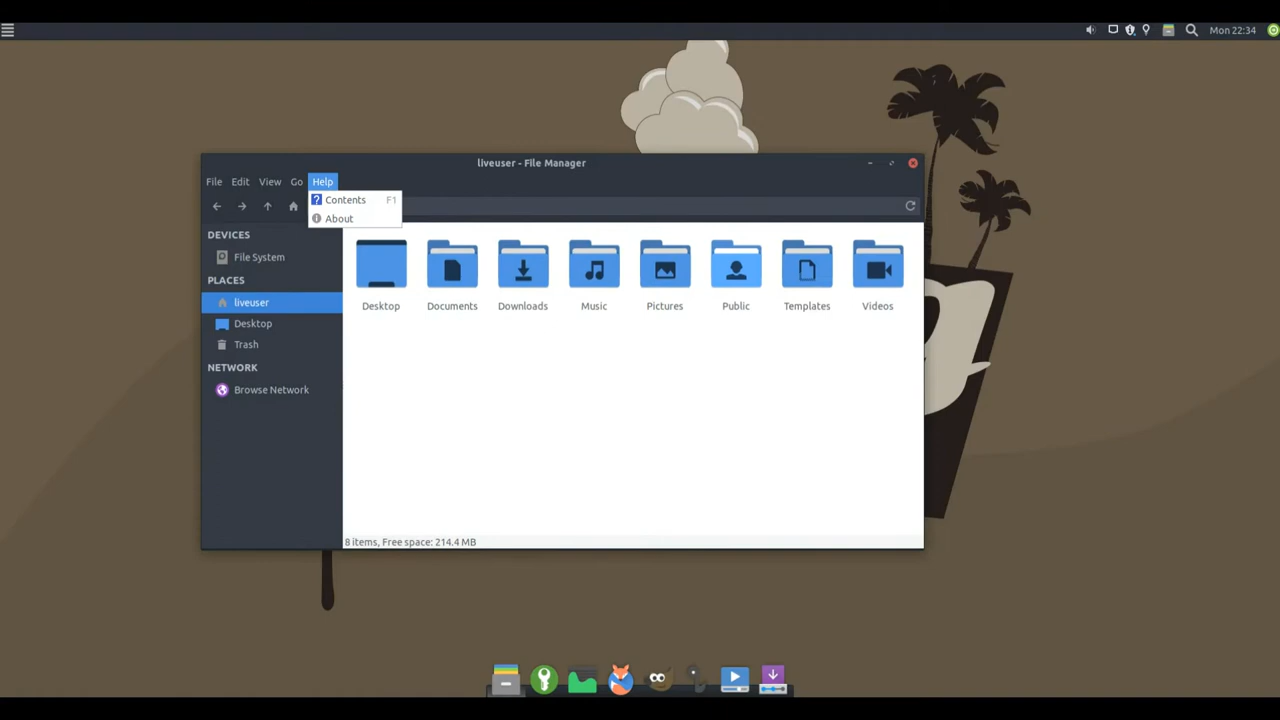 Mon 22:34
liveuser - File Manager
File Edit View Go Help
Contents F1
About
DEVICES
File System
PLACES
liveuser
Desktop
Trash
NETWORK
Browse Network
Desktop Documents Downloads Music Pictures Public Templates Videos
8 items, Free space: 214.4 MB